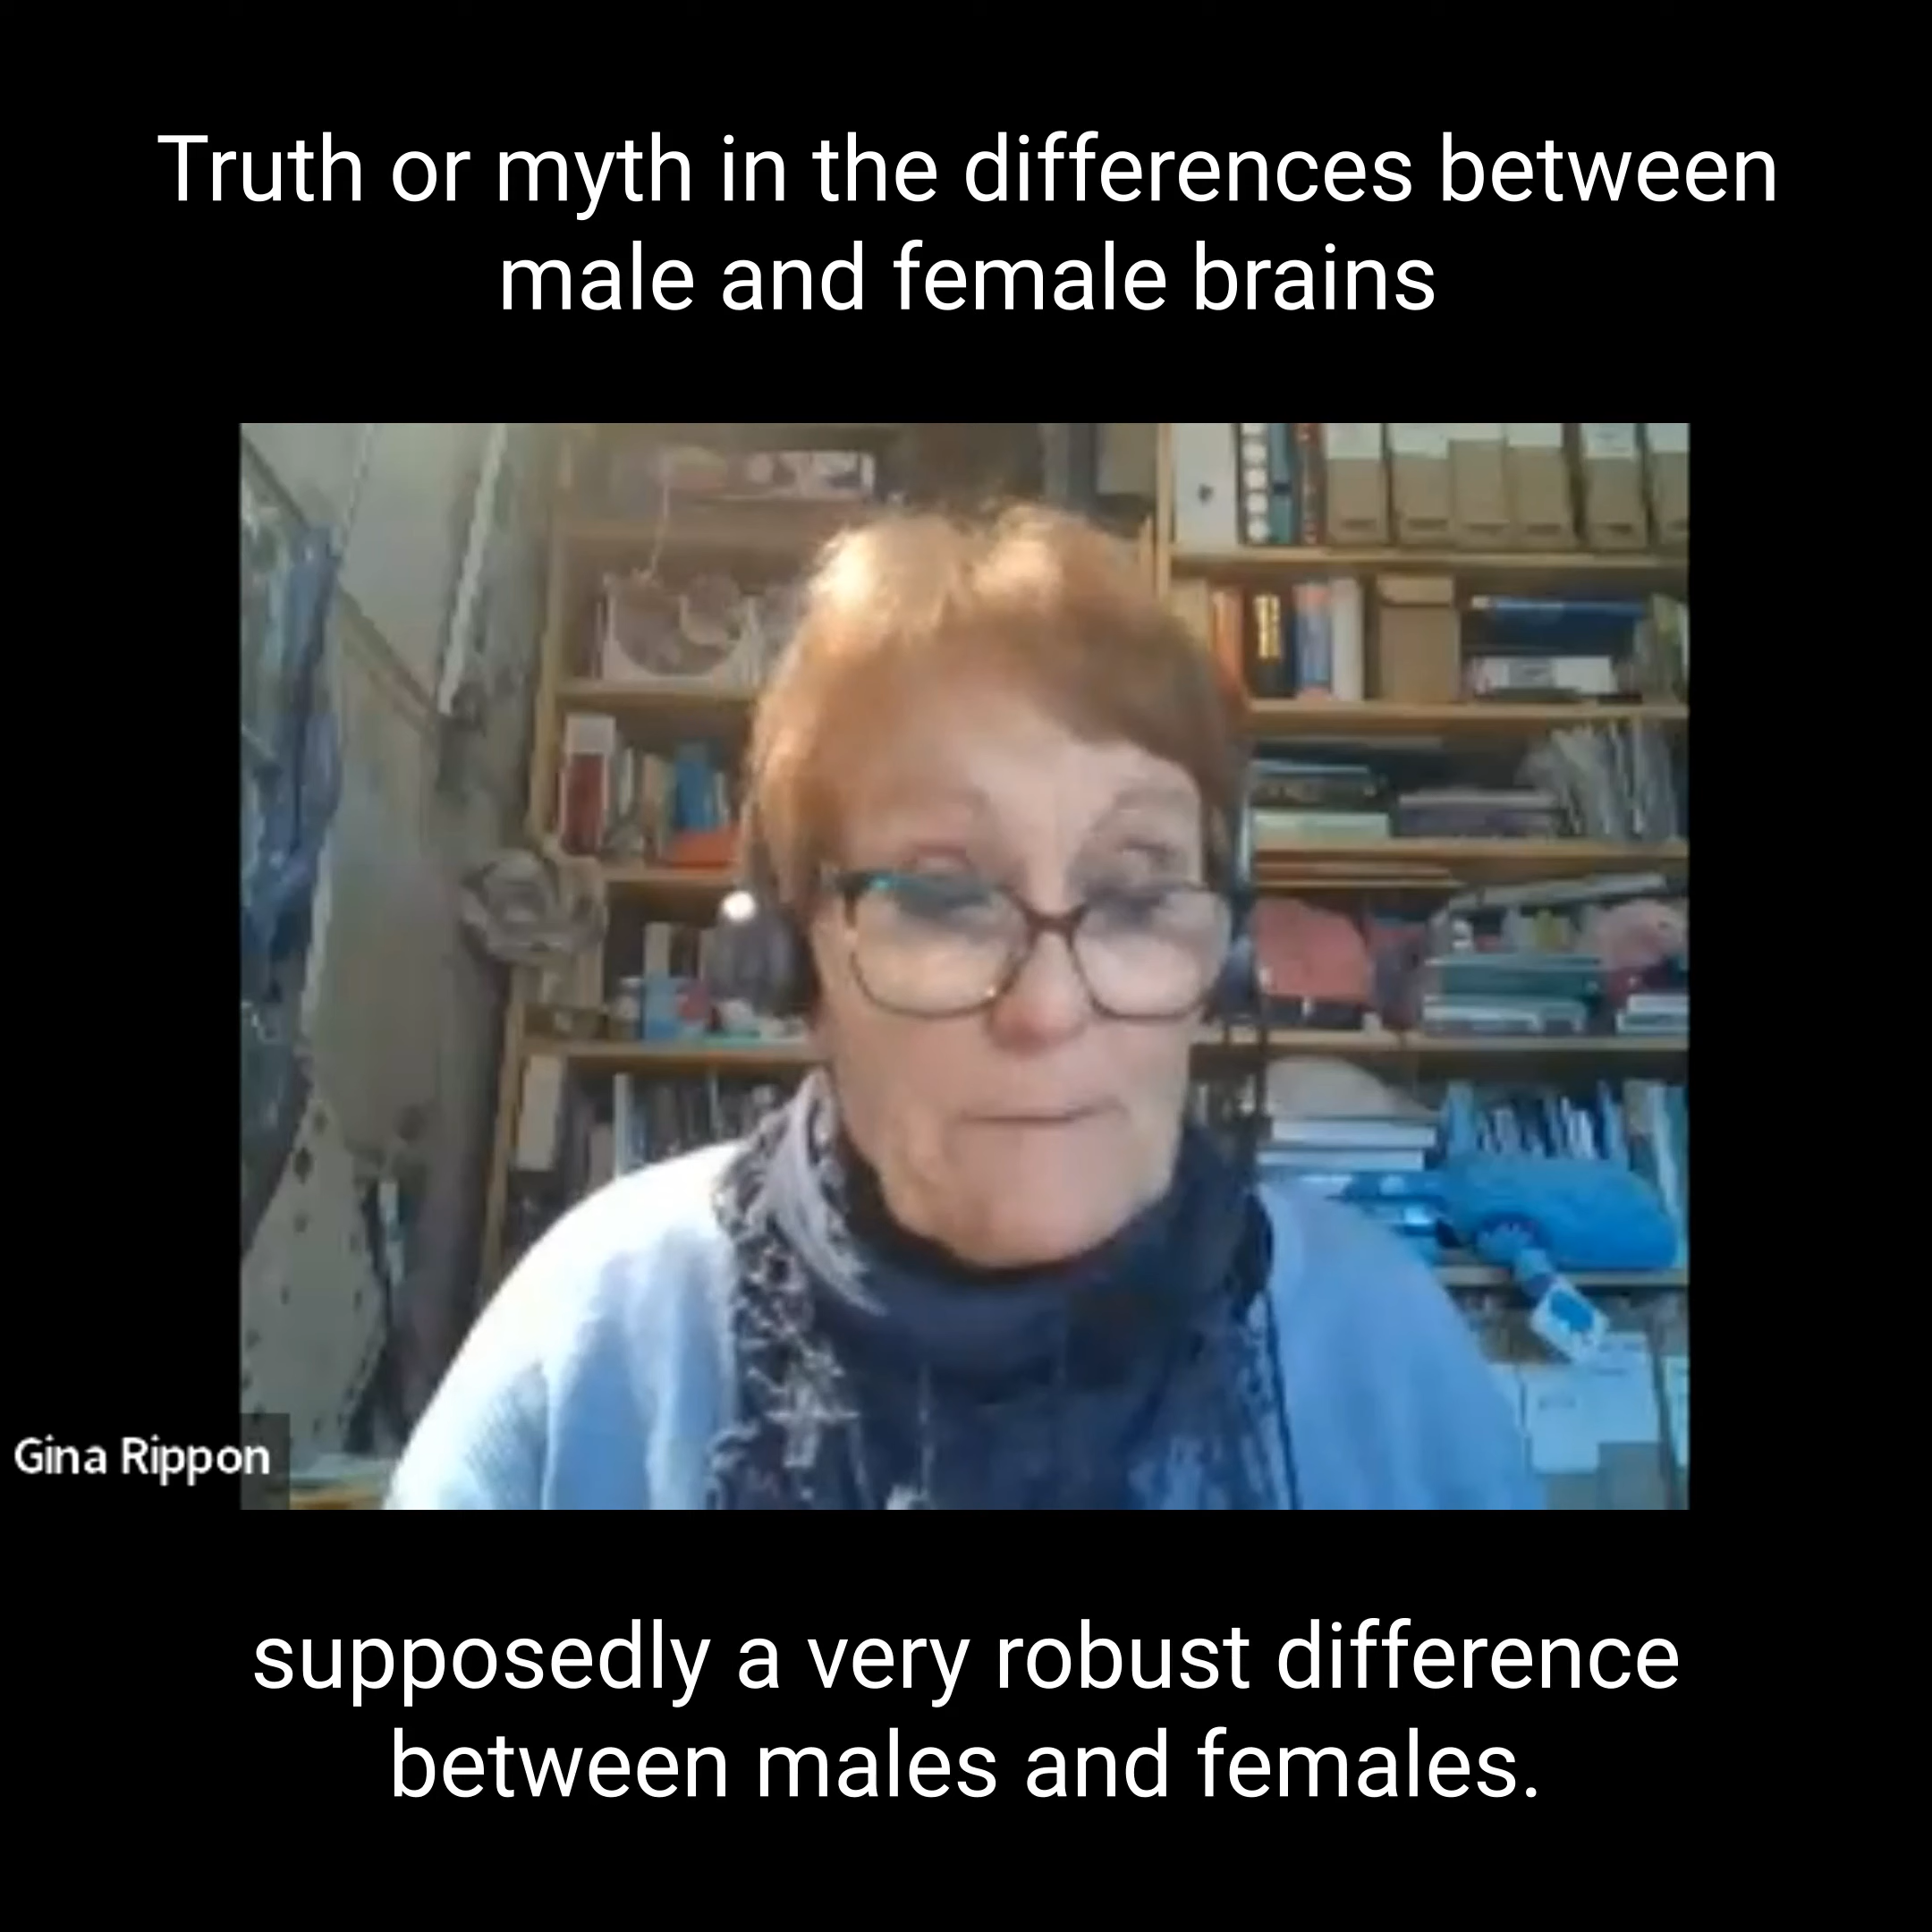 Truth or myth in the differences between
male and female brains
Gina Rippon
supposedly a very robust difference
between males and females.